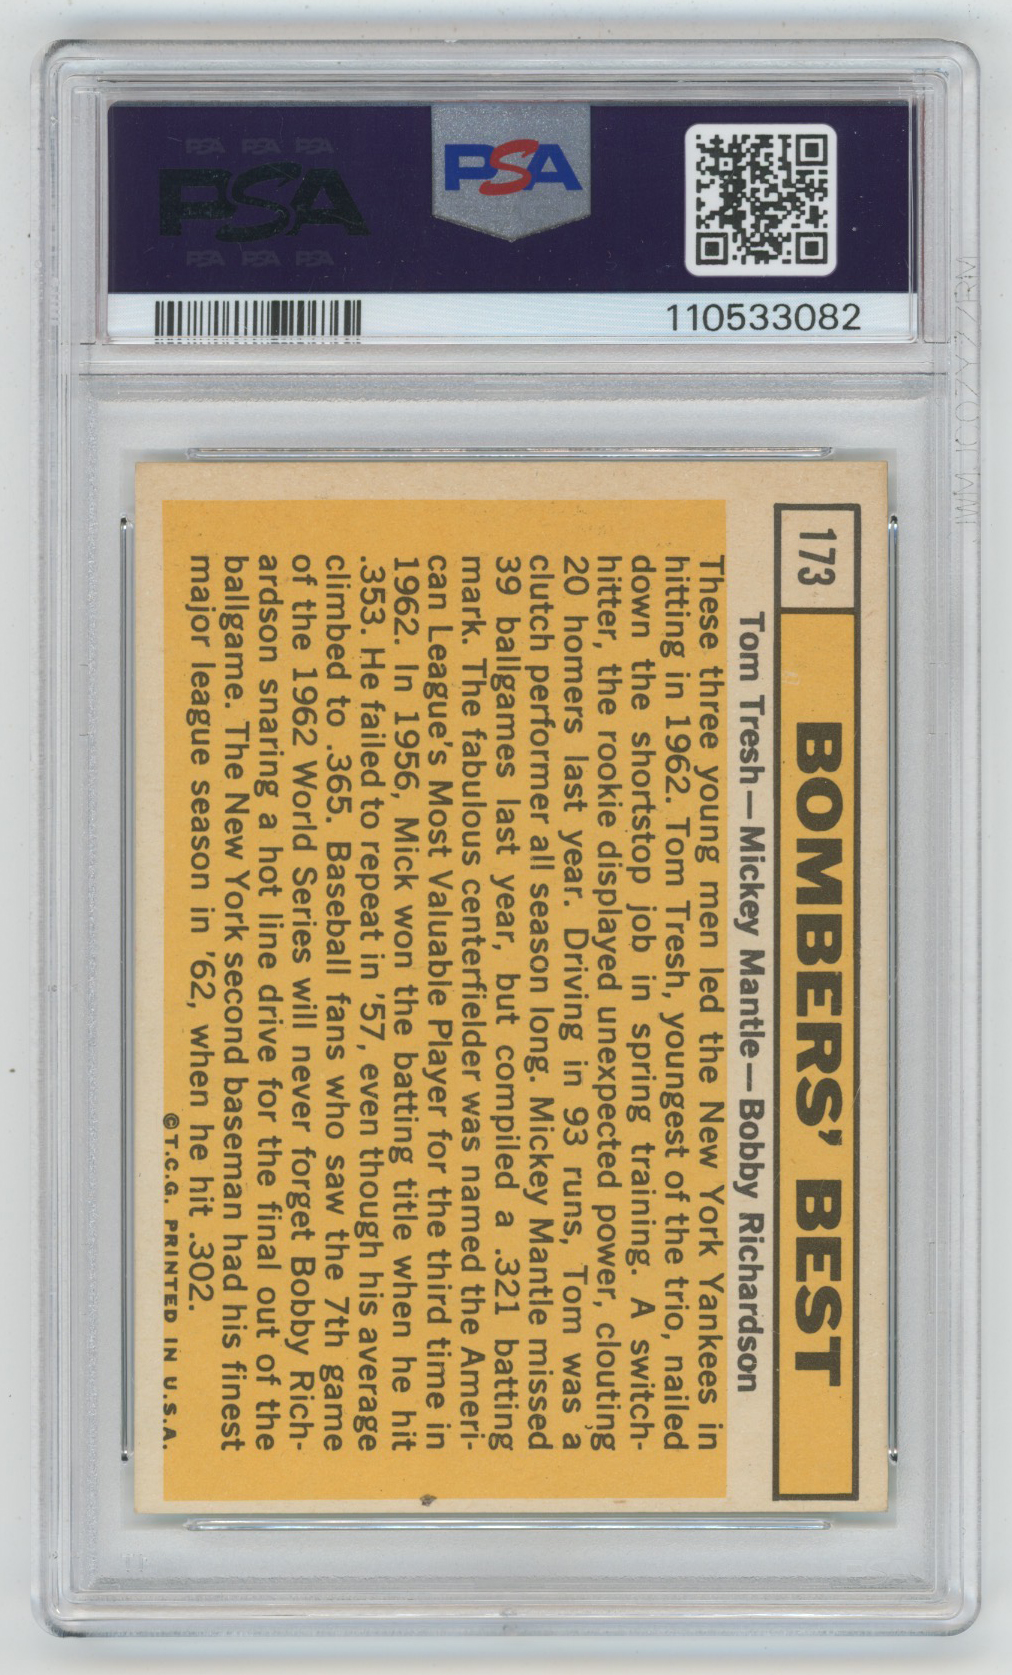 PSA PSA PSA
PSA
PSA PSA PSA
PSA
110533082
173
BOMBERS' BEST
Tom Tresh—Mickey Mantle—Bobby Richardson
These three young men led the New York Yankees in
hitting in 1962. Tom Tresh, youngest of the trio, nailed
down the shortstop job in spring training. A switch-
hitter, the rookie displayed unexpected power, clouting
20 homers last year. Driving in 93 runs, Tom was a
clutch performer all season long. Mickey Mantle missed
39 ballgames last year, but compiled a .321 batting
mark. The fabulous centerfielder was named the Ameri-
can League's Most Valuable Player for the third time in
1962. In 1956, Mick won the batting title when he hit
.353. He failed to repeat in '57, even though his average
climbed to .365. Baseball fans who saw the 7th game
of the 1962 World Series will never forget Bobby Rich-
ardson snaring a hot line drive for the final out of the
ballgame. The New York second baseman had his finest
major league season in '62, when he hit .302.
©T.C.G. PRINTED IN U.S.A.